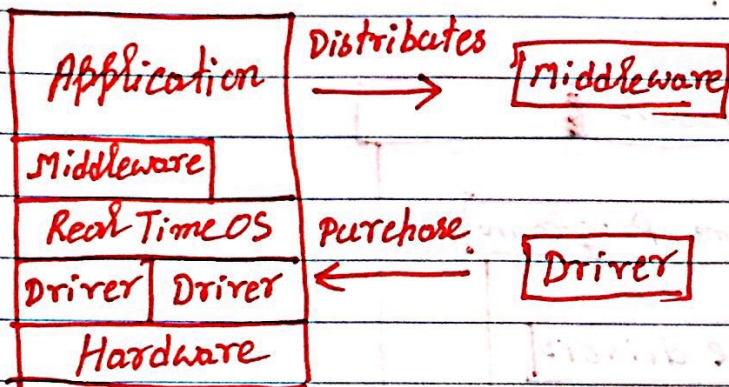 Application
Distributes
Middleware
Middleware
Real Time OS
Purchase
Driver
Driver Driver
Hardware